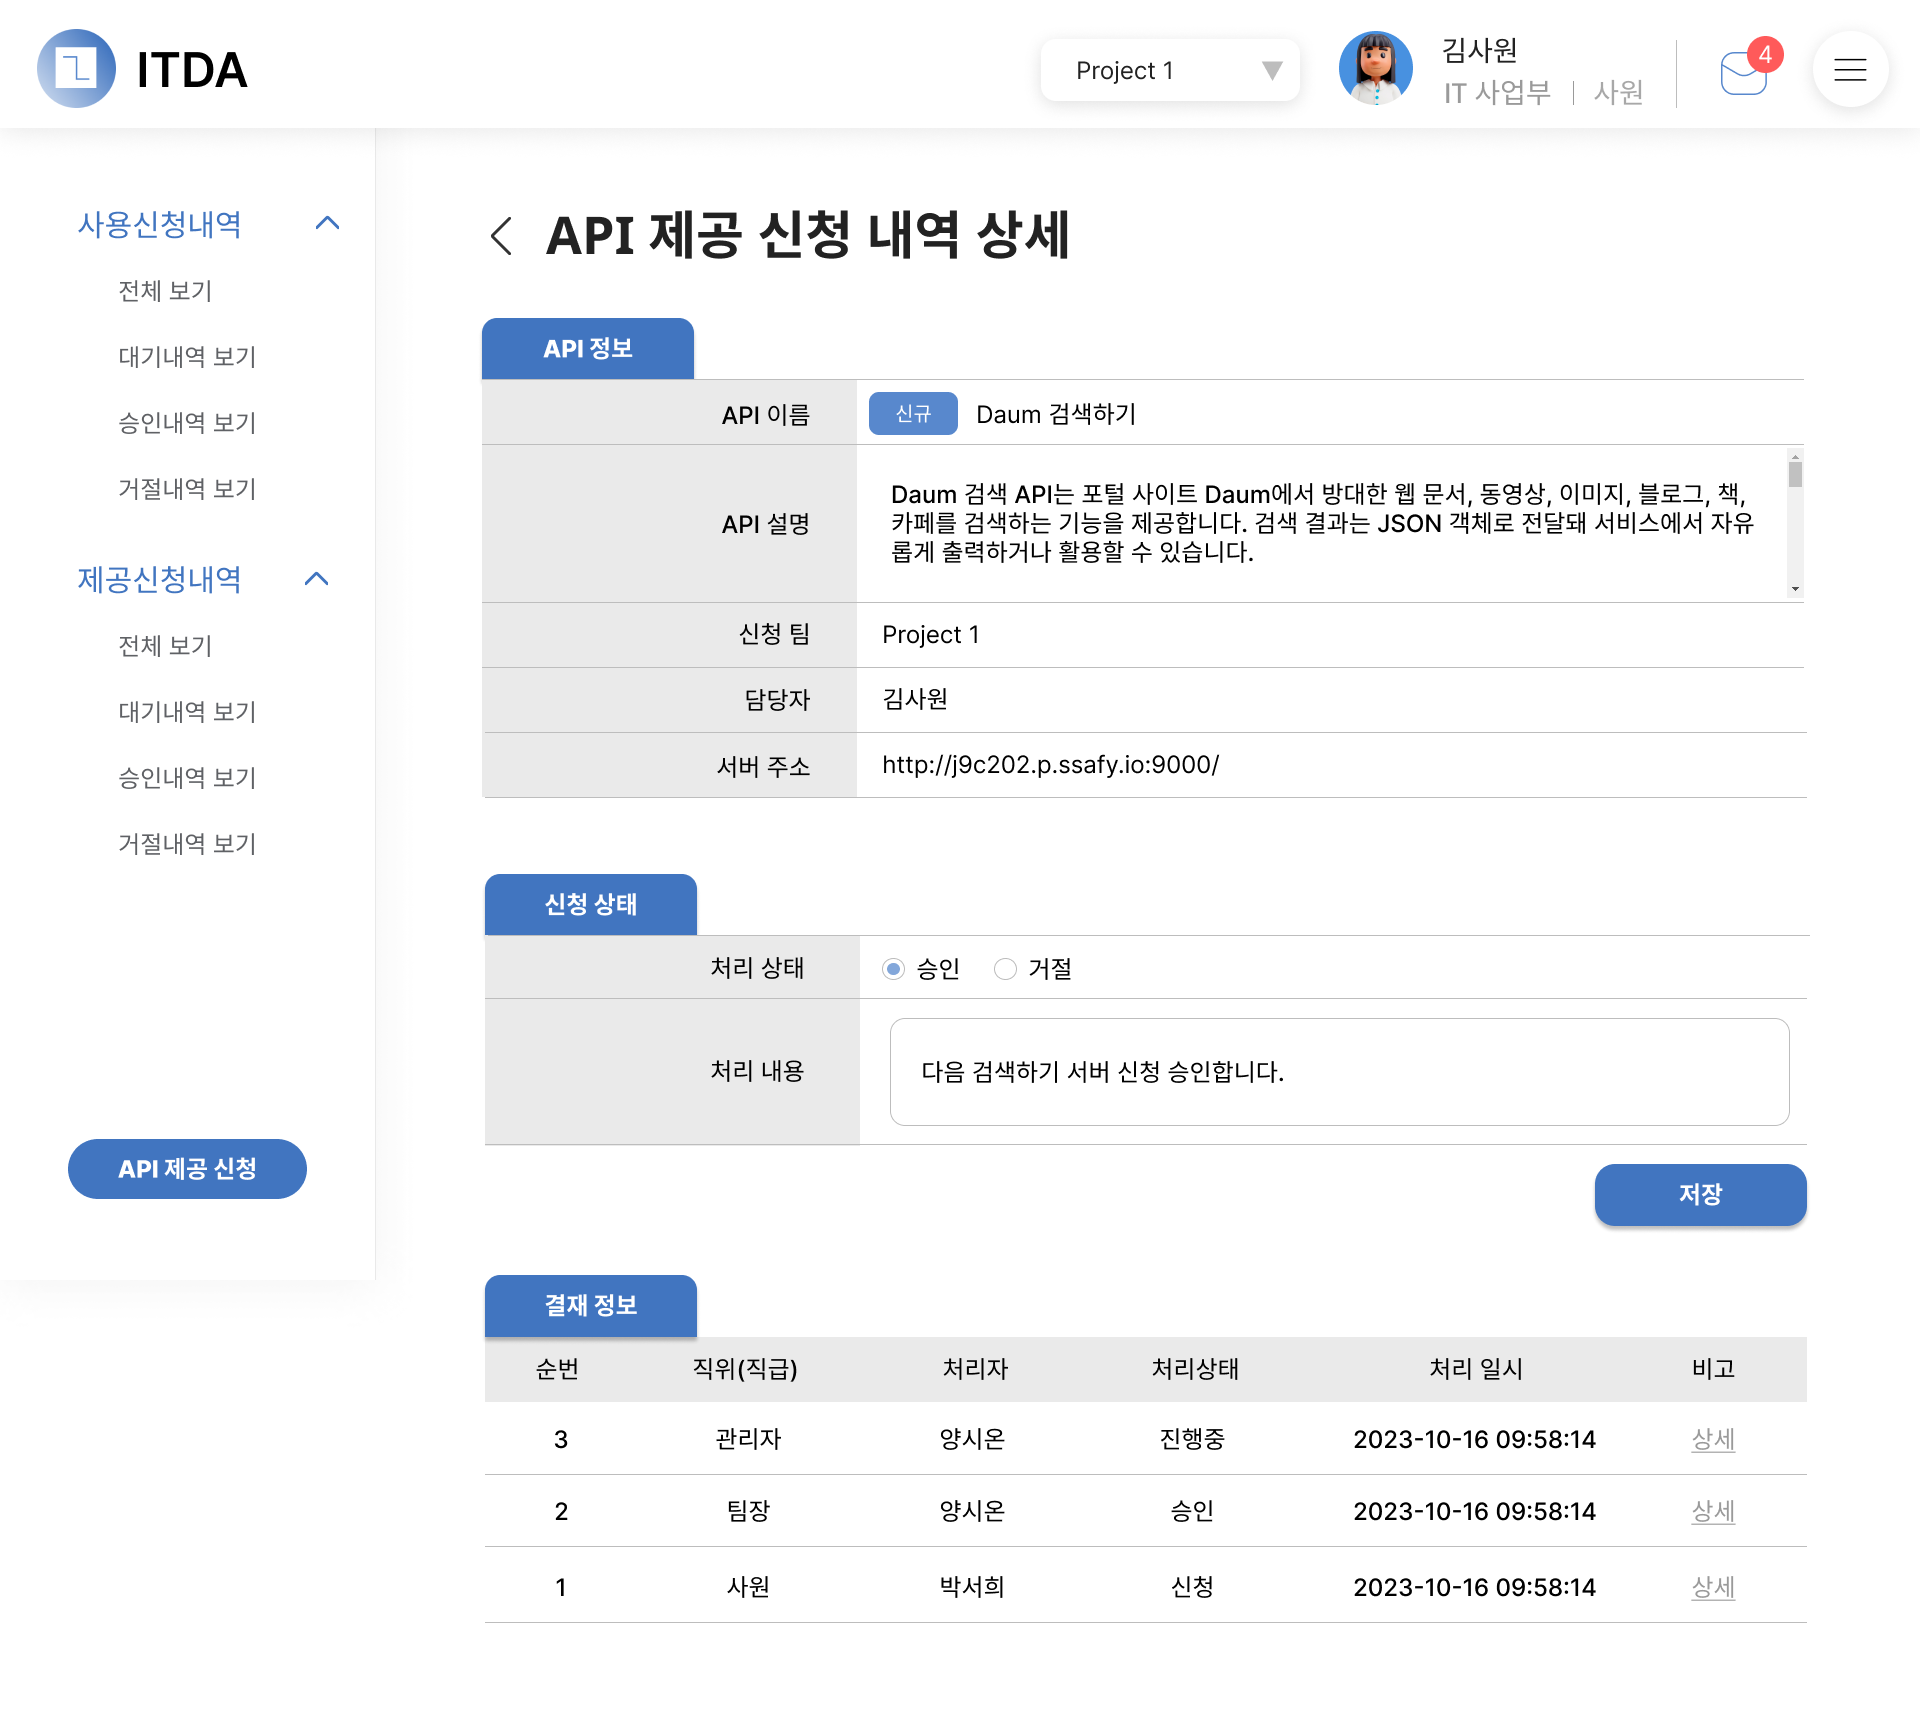 ITDA
Project 1
김사원
IT 사업부 | 사원
4
사용신청내역
전체 보기
대기내역 보기
승인내역 보기
거절내역 보기
제공신청내역
전체 보기
대기내역 보기
승인내역 보기
거절내역 보기
API 제공 신청
API 제공 신청 내역 상세
API 정보
API 이름 신규 Daum 검색하기
API 설명
Daum 검색 API는 포털 사이트 Daum에서 방대한 웹 문서, 동영상, 이미지, 블로그, 책,
카페를 검색하는 기능을 제공합니다. 검색 결과는 JSON 객체로 전달돼 서비스에서 자유
롭게 출력하거나 활용할 수 있습니다.
신청 팀 Project 1
담당자 김사원
서버 주소 http://j9c202.p.ssafy.io:9000/
신청 상태
처리 상태 승인 거절
처리 내용 다음 검색하기 서버 신청 승인합니다.
저장
결재 정보
순번 직위(직급) 처리자 처리상태 처리 일시 비고
3 관리자 양시온 진행중 2023-10-16 09:58:14 상세
2 팀장 양시온 승인 2023-10-16 09:58:14 상세
1 사원 박서희 신청 2023-10-16 09:58:14 상세